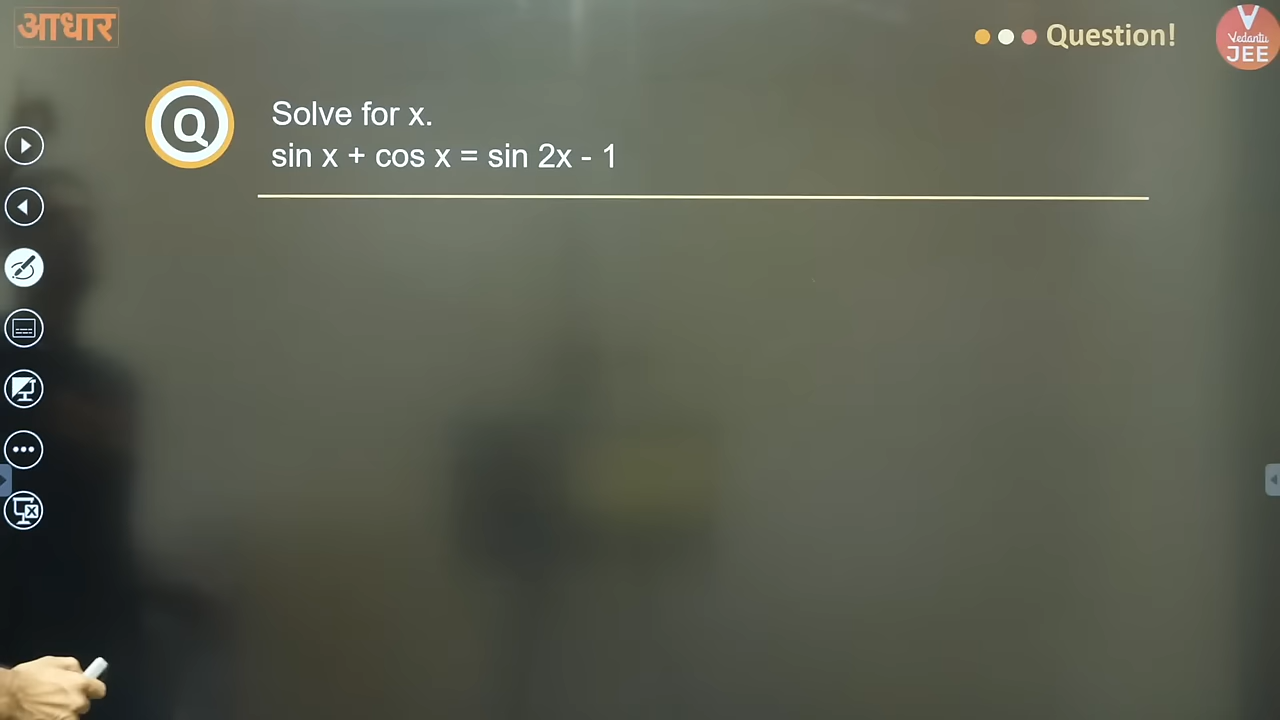 आधार
Question!
Vedantu
JEE
Q
Solve for x.
sin x + cos x = sin 2x - 1